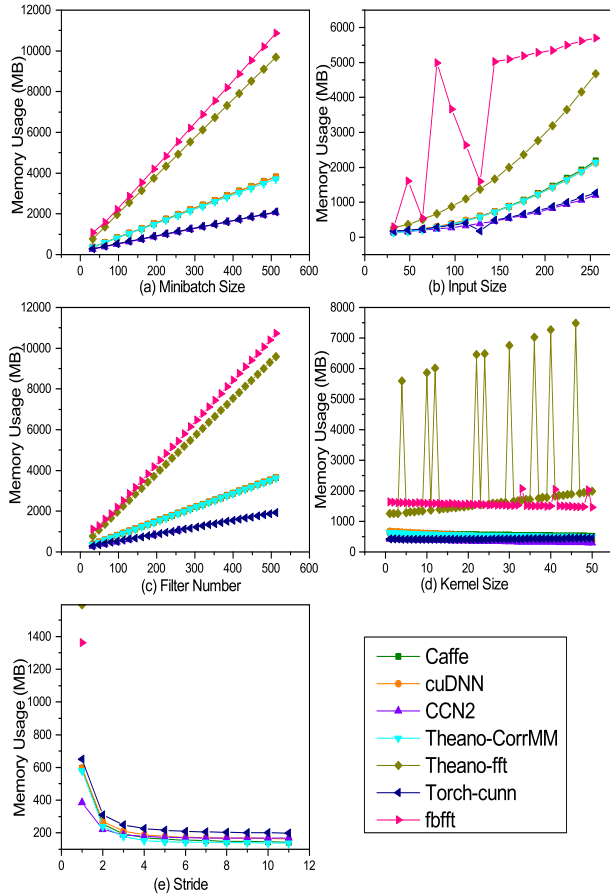 12000
10000
8000
6000
4000
2000
0
Memory Usage (MB)
0 100 200 300 400 500 600
(a) Minibatch Size
6000
5000
4000
3000
2000
1000
0
Memory Usage (MB)
50 100 150 200 250
(b) Input Size
12000
10000
8000
6000
4000
2000
0
Memory Usage (MB)
0 100 200 300 400 500 600
(c) Filter Number
8000
7000
6000
5000
4000
3000
2000
1000
0
Memory Usage (MB)
0 10 20 30 40 50
(d) Kernel Size
1400
1200
1000
800
600
400
200
Memory Usage (MB)
0 2 4 6 8 10 12
(e) Stride
Caffe
cuDNN
CCN2
Theano-CorrMM
Theano-fft
Torch-cunn
fbfft